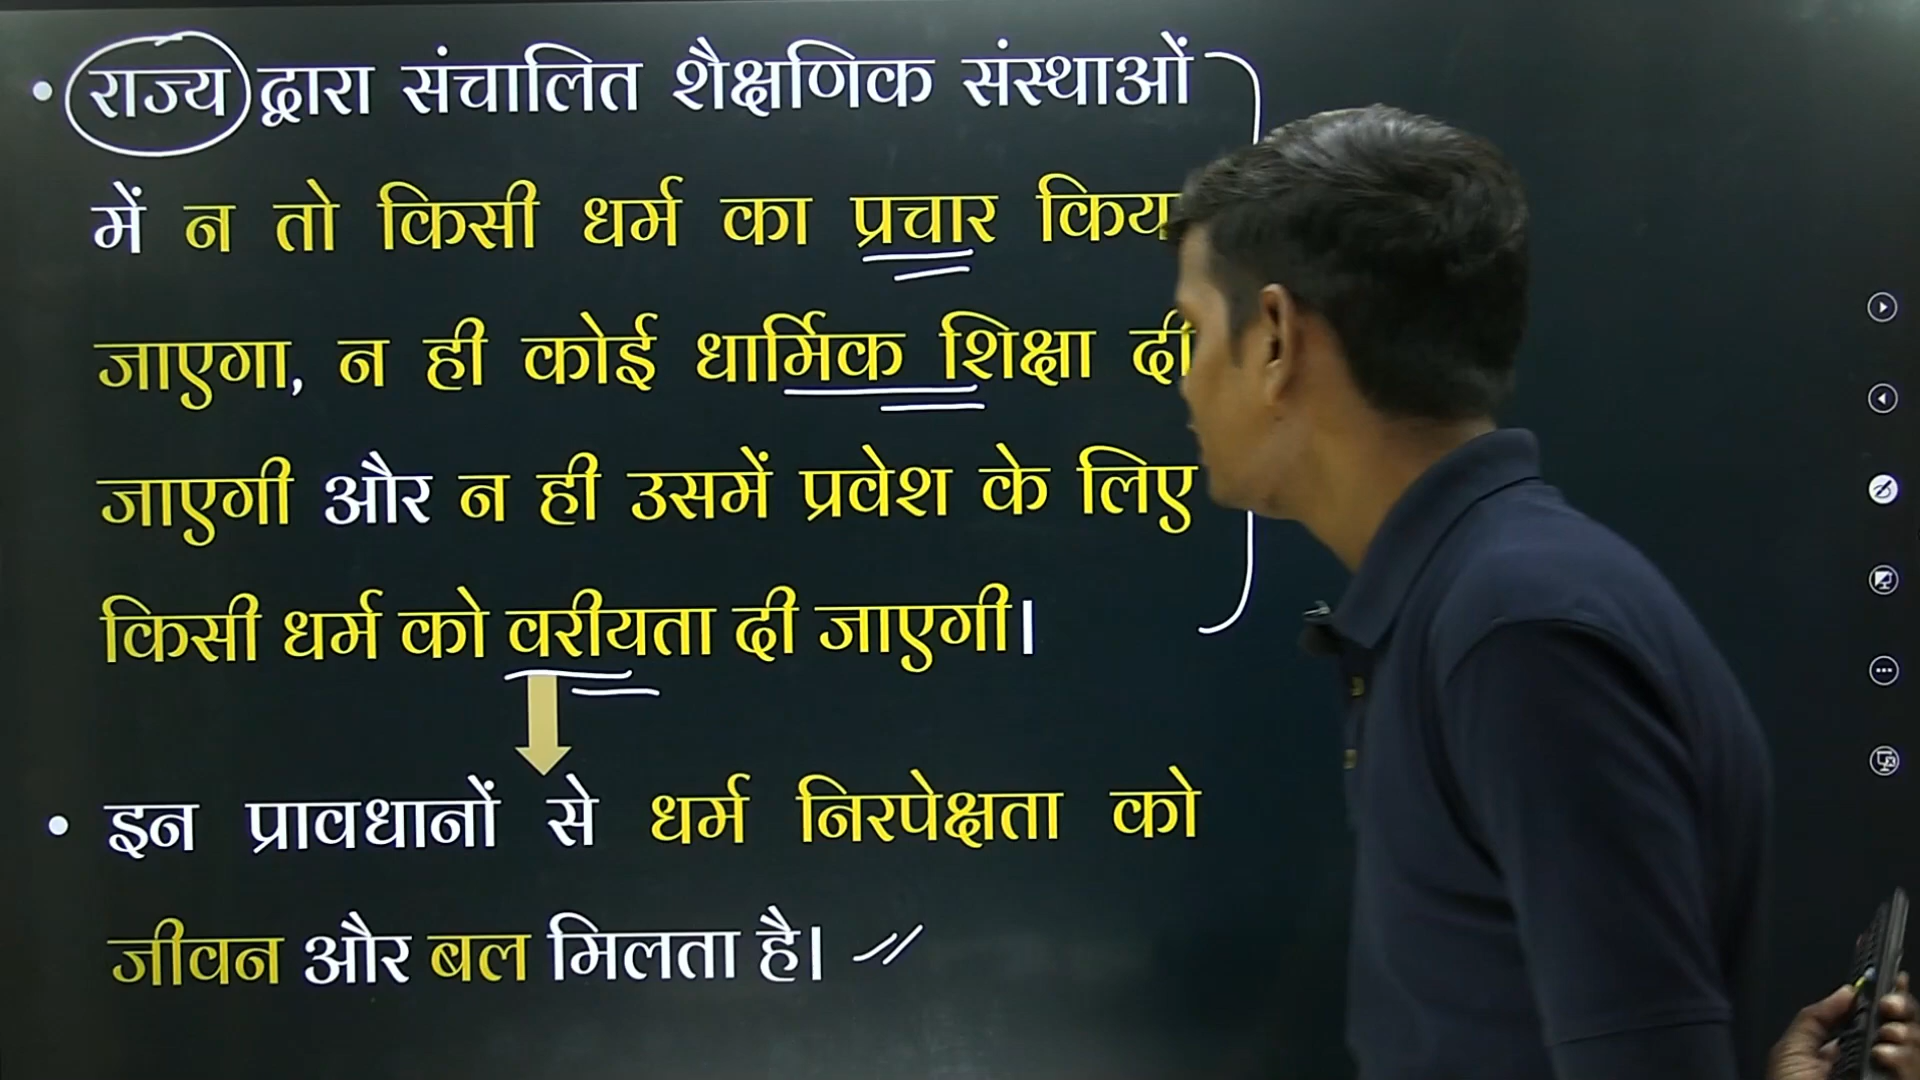 • राज्य द्वारा संचालित शैक्षणिक संस्थाओं
में न तो किसी धर्म का प्रचार किय
जाएगा, न ही कोई धार्मिक शिक्षा दी
जाएगी और न ही उसमें प्रवेश के लिए
किसी धर्म को वरीयता दी जाएगी।
• इन प्रावधानों से धर्म निरपेक्षता को
जीवन और बल मिलता है।